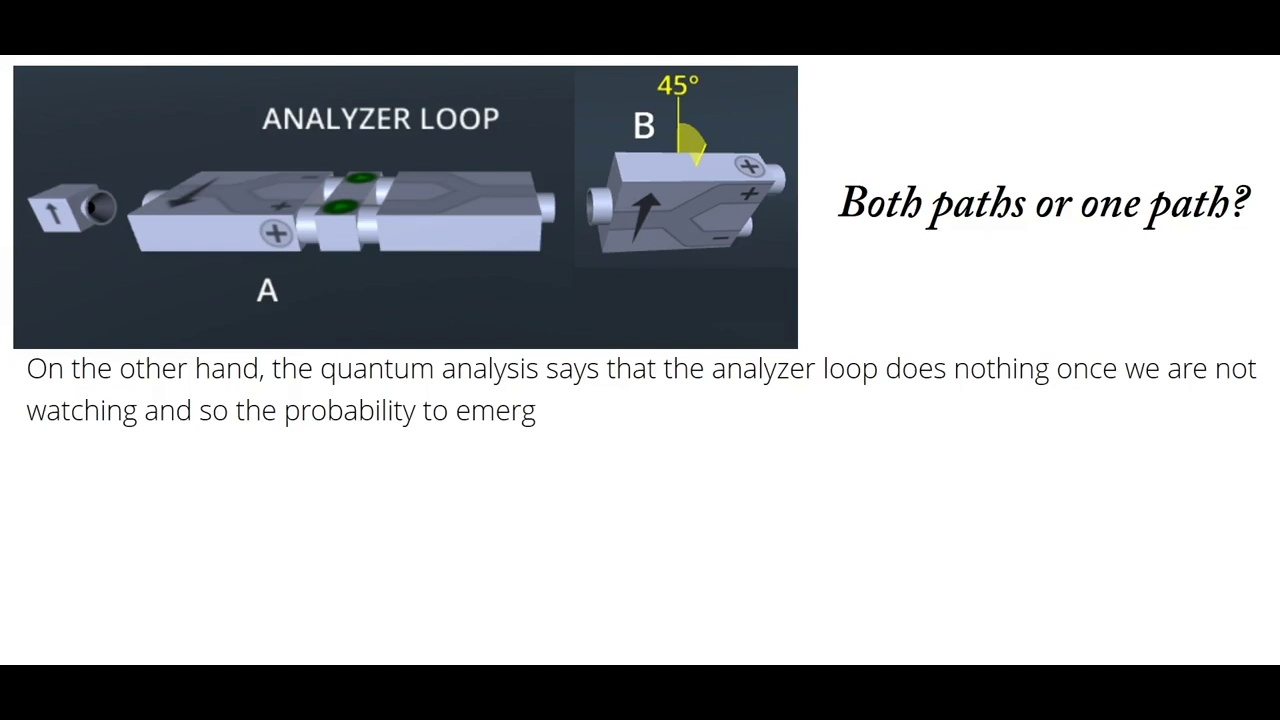 45°
ANALYZER LOOP
B
A
Both paths or one path?
On the other hand, the quantum analysis says that the analyzer loop does nothing once we are not
watching and so the probability to emerg